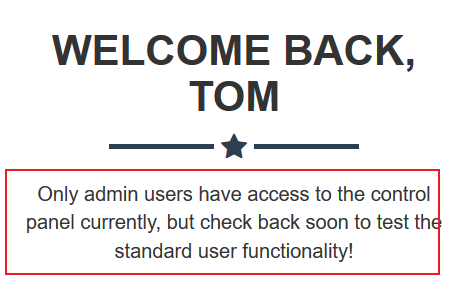 WELCOME BACK,
TOM
Only admin users have access to the control
panel currently, but check back soon to test the
standard user functionality!